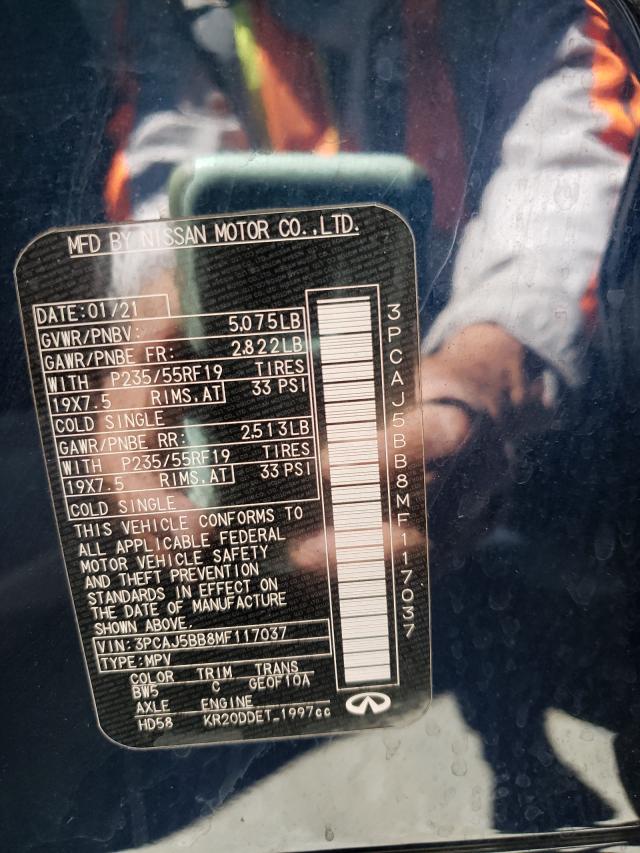 MFD BY NISSAN MOTOR CO.,LTD.
DATE:01/21
GVWR/PNBV: 5,075LB
GAWR/PNBE FR: 2,822LB
WITH P235/55RF19 TIRES
19X7.5 RIMS.AT 33 PSI
COLD SINGLE
GAWR/PNBE RR: 2,513LB
WITH P235/55RF19 TIRES
19X7.5 RIMS.AT 33 PSI
COLD SINGLE
THIS VEHICLE CONFORMS TO
ALL APPLICABLE FEDERAL
MOTOR VEHICLE SAFETY
AND THEFT PREVENTION
STANDARDS IN EFFECT ON
THE DATE OF MANUFACTURE
SHOWN ABOVE.
VIN: 3PCAJ5BB8MF117037
TYPE: MPV
COLOR TRIM TRANS
BW5 C GE0F10A
AXLE ENGINE
HD58 KR20DDET_1997cc
3PCAJ5BB8MF117037